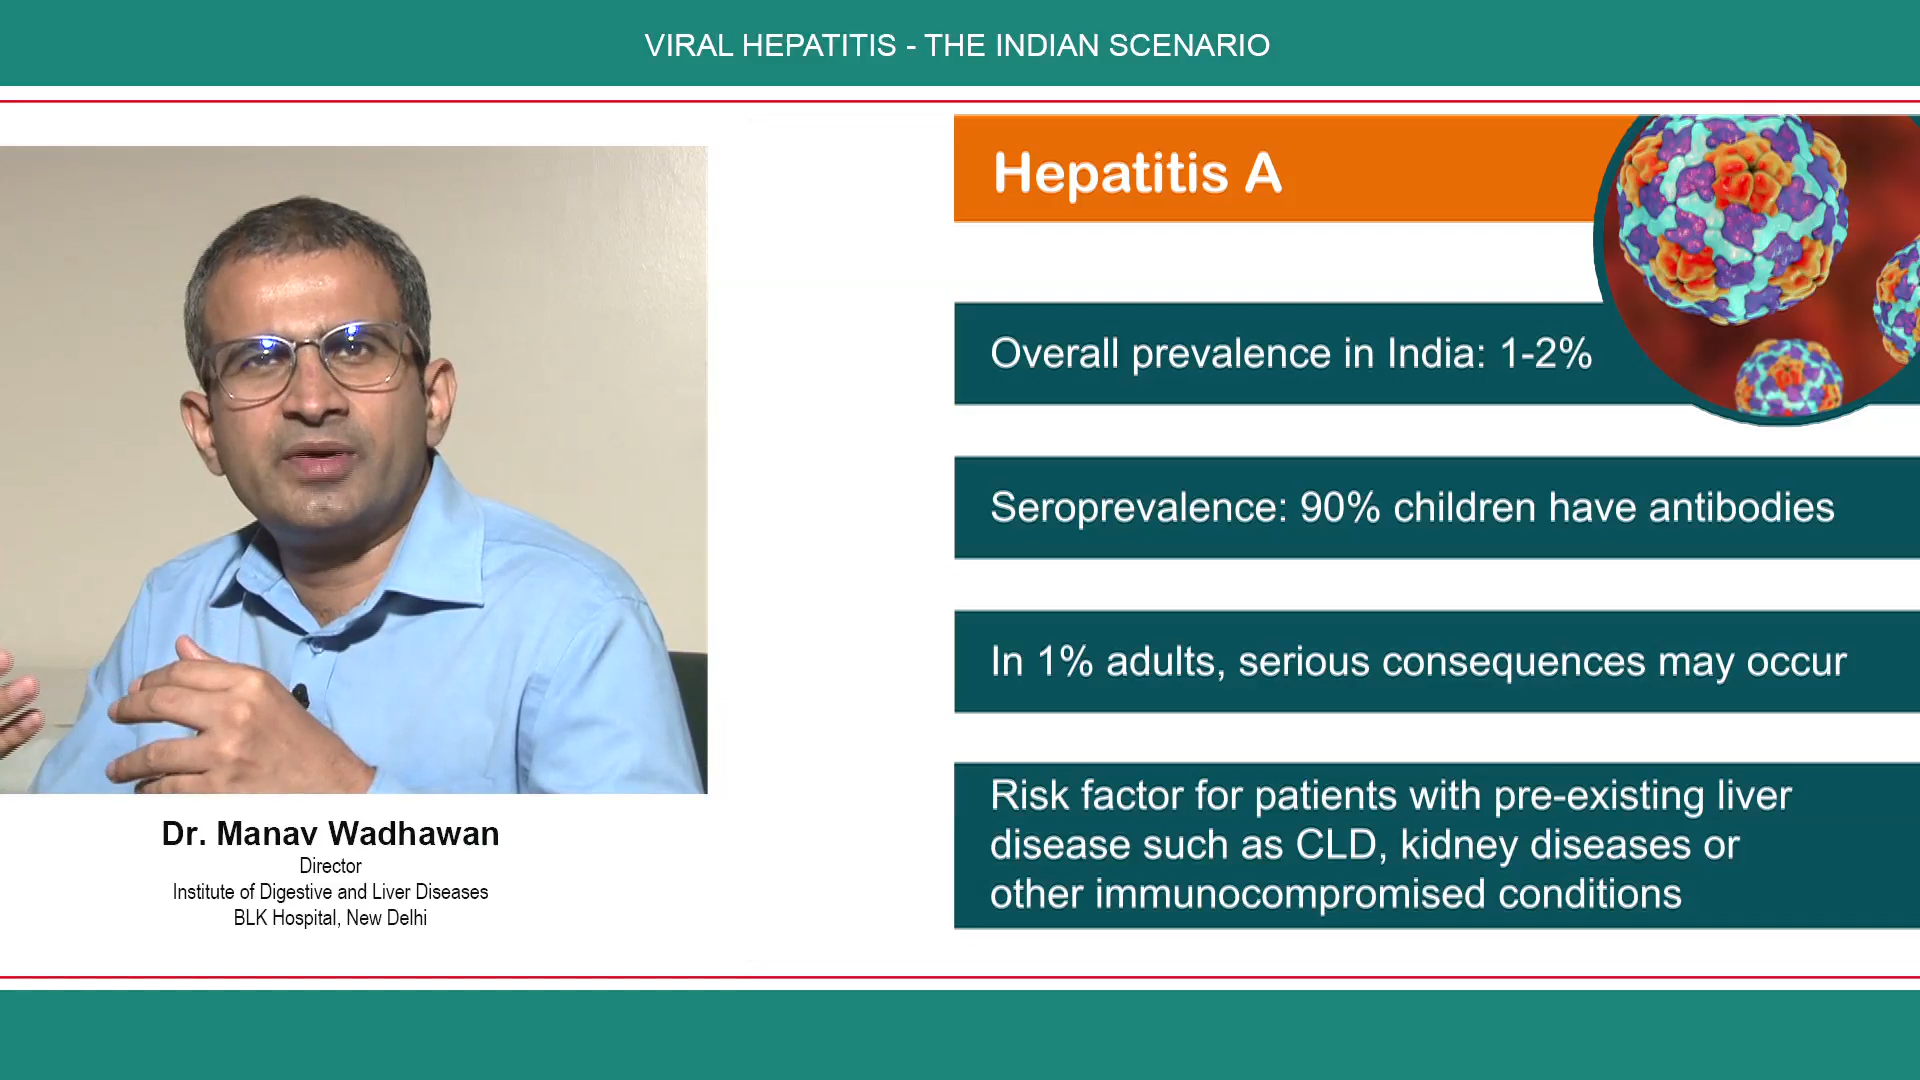 VIRAL HEPATITIS - THE INDIAN SCENARIO
Hepatitis A
Overall prevalence in India: 1-2%
Seroprevalence: 90% children have antibodies
In 1% adults, serious consequences may occur
Risk factor for patients with pre-existing liver
disease such as CLD, kidney diseases or
other immunocompromised conditions
Dr. Manav Wadhawan
Director
Institute of Digestive and Liver Diseases
BLK Hospital, New Delhi